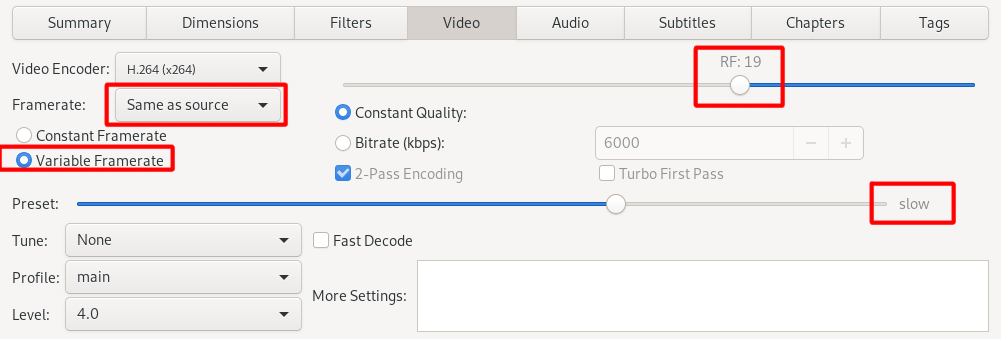 Summary Dimensions Filters Video Audio Subtitles Chapters Tags
Video Encoder: H.264 (x264) RF: 19
Framerate: Same as source Constant Quality:
Constant Framerate Bitrate (kbps): 6000
Variable Framerate 2-Pass Encoding Turbo First Pass
Preset: slow
Tune: None Fast Decode
Profile: main
More Settings:
Level: 4.0